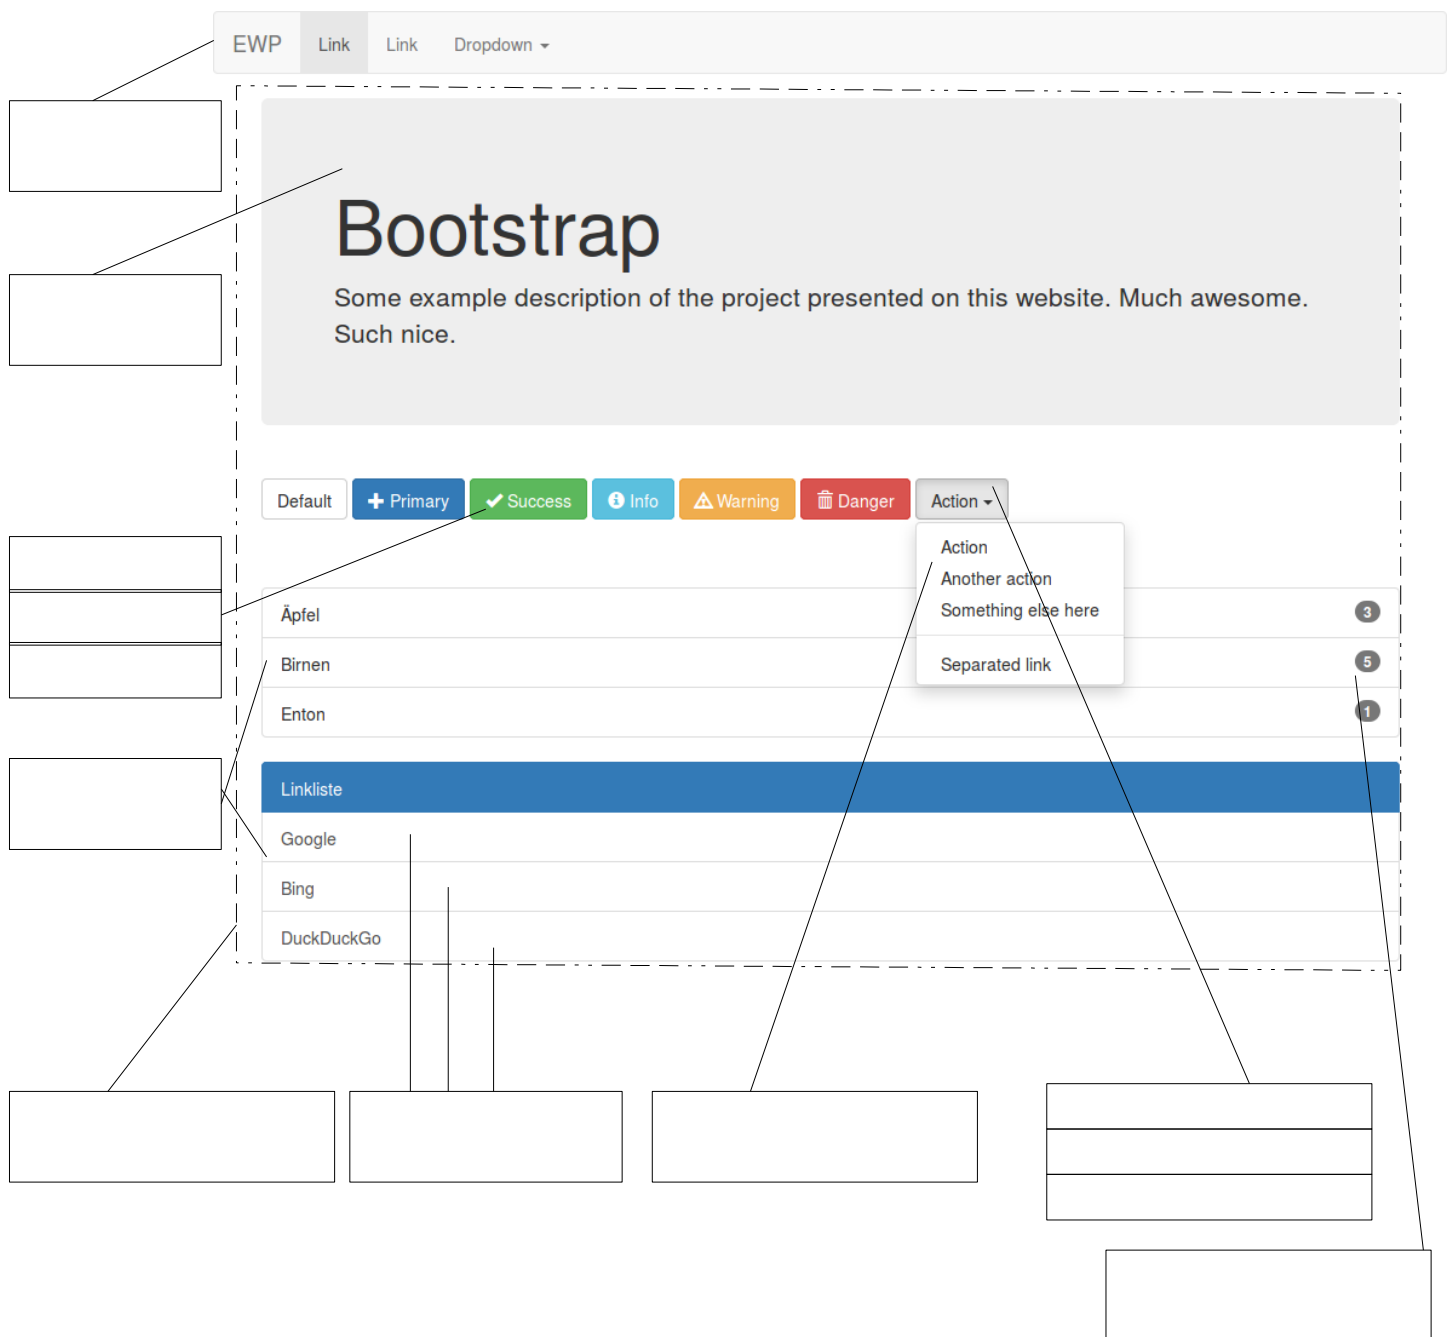 EWP Link Link Dropdown
Bootstrap
Some example description of the project presented on this website. Much awesome.
Such nice.
Default Primary Success Info Warning Danger Action
Action
Another action
Something else here
Separated link
Äpfel 3
Birnen 5
Enton 1
Linkliste
Google
Bing
DuckDuckGo